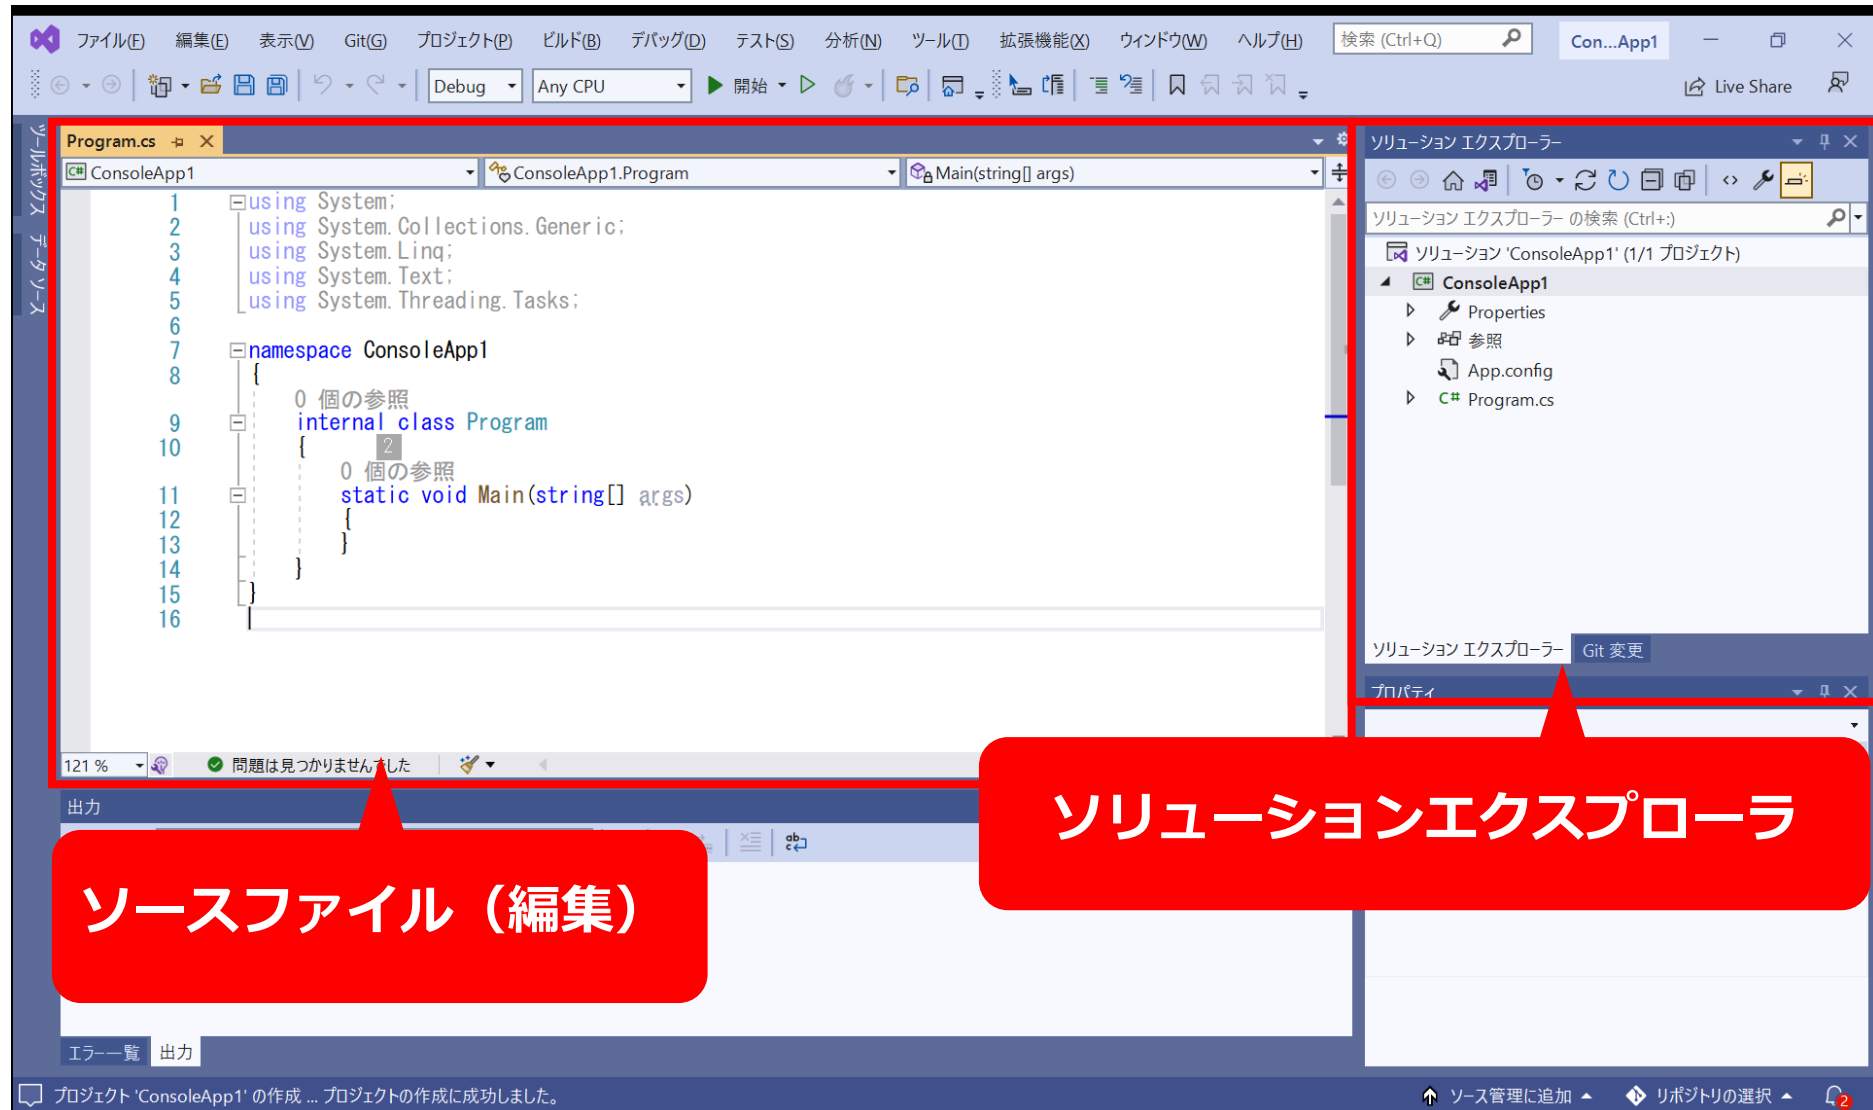 ファイル(F) 編集(E) 表示(V) Git(G) プロジェクト(P) ビルド(B) デバッグ(D) テスト(S) 分析(N) ツール(T) 拡張機能(X) ウィンドウ(W) ヘルプ(H) 検索 (Ctrl+Q) Con...App1
Debug Any CPU 開始 Live Share
ツールボックス
データ ソース
Program.cs
ConsoleApp1 ConsoleApp1.Program Main(string[] args)
1 using System;
2 using System.Collections.Generic;
3 using System.Linq;
4 using System.Text;
5 using System.Threading.Tasks;
6
7 namespace ConsoleApp1
8 {
0 個の参照
9 internal class Program
10 {
2
0 個の参照
11 static void Main(string[] args)
12 {
13 }
14 }
15 }
16
121 % 問題は見つかりませんでした
ソリューション エクスプローラー
ソリューション エクスプローラー の検索 (Ctrl+:)
ソリューション 'ConsoleApp1' (1/1 プロジェクト)
ConsoleApp1
Properties
参照
App.config
C# Program.cs
ソリューション エクスプローラー Git 変更
プロパティ
ソリューションエクスプローラ
出力
ソースファイル（編集）
エラー一覧 出力
プロジェクト 'ConsoleApp1' の作成 ... プロジェクトの作成に成功しました。 ソース管理に追加 リポジトリの選択 2